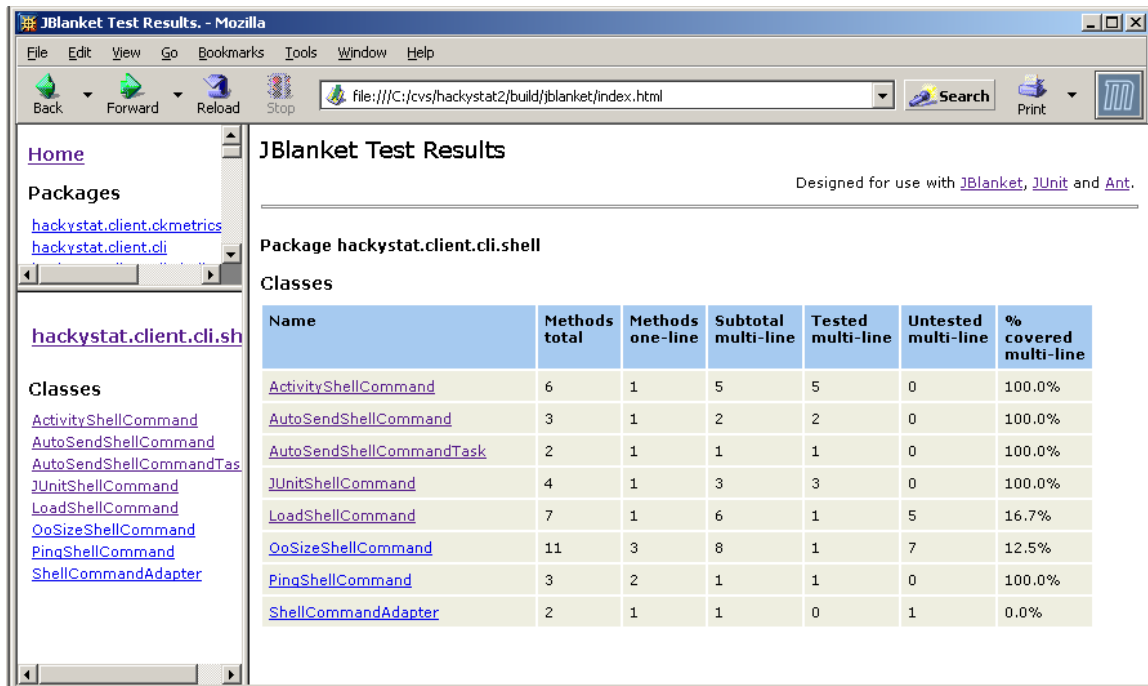 JBlanket Test Results. - Mozilla
File Edit View Go Bookmarks Tools Window Help
Back Forward Reload Stop file:///C:/cvs/hackystat2/build/jblanket/index.html Search Print
Home
Packages
hackystat.client.ckmetrics
hackystat.client.cli
hackystat.client.cli.sh
Classes
ActivityShellCommand
AutoSendShellCommand
AutoSendShellCommandTas
JUnitShellCommand
LoadShellCommand
OoSizeShellCommand
PingShellCommand
ShellCommandAdapter
JBlanket Test Results
Designed for use with JBlanket, JUnit and Ant.
Package hackystat.client.cli.shell
Classes
Name Methods total Methods one-line Subtotal multi-line Tested multi-line Untested multi-line % covered multi-line
ActivityShellCommand 6 1 5 5 0 100.0%
AutoSendShellCommand 3 1 2 2 0 100.0%
AutoSendShellCommandTask 2 1 1 1 0 100.0%
JUnitShellCommand 4 1 3 3 0 100.0%
LoadShellCommand 7 1 6 1 5 16.7%
OoSizeShellCommand 11 3 8 1 7 12.5%
PingShellCommand 3 2 1 1 0 100.0%
ShellCommandAdapter 2 1 1 0 1 0.0%